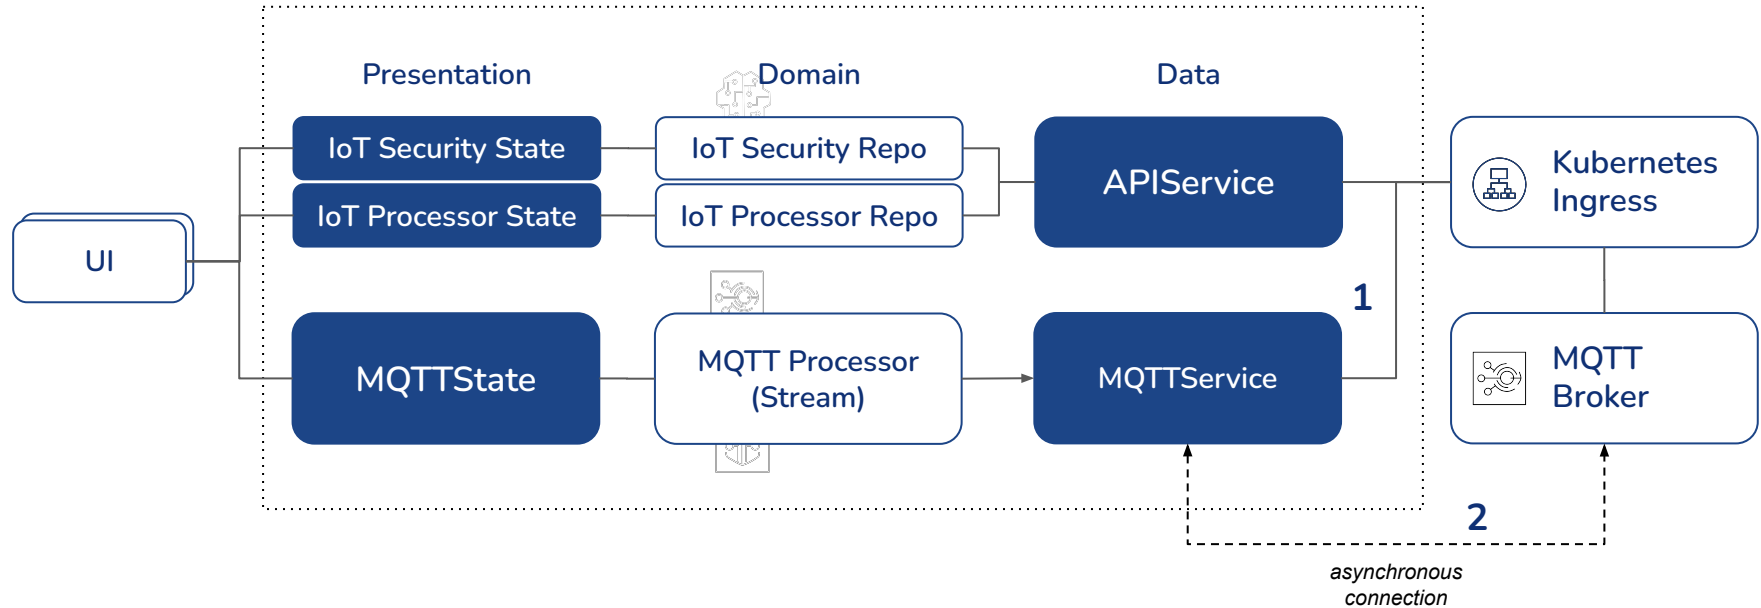 Presentation
Domain
Data
IoT Security State
IoT Security Repo
APIService
Kubernetes
Ingress
IoT Processor State
IoT Processor Repo
UI
1
MQTTState
MQTT Processor
(Stream)
MQTTService
MQTT
Broker
2
asynchronous
connection